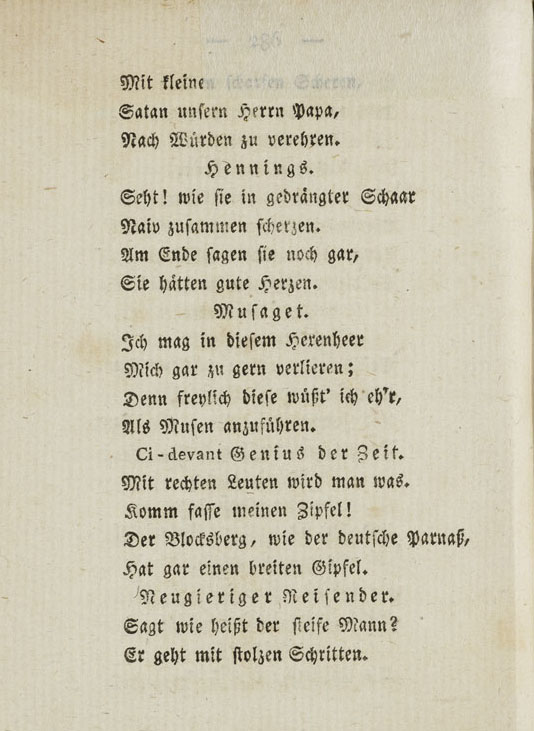 — 286 —
Mit kleinen scharfen Scheren,
Satan unsern Herrn Papa,
Nach Würden zu verehren.
Hennings.
Seht! wie sie in gedrängter Schaar
Naiv zusammen scherzen.
Am Ende sagen sie noch gar,
Sie hätten gute Herzen.
Musaget.
Ich mag in diesem Hexenheer
Mich gar zu gern verlieren;
Denn freylich diese wüßt' ich eh'r,
Als Musen anzuführen.
Ci-devant Genius der Zeit.
Mit rechten Leuten wird man was.
Komm fasse meinen Zipfel!
Der Blocksberg, wie der deutsche Parnaß,
Hat gar einen breiten Gipfel.
Neugieriger Reisender.
Sagt wie heißt der steife Mann?
Er geht mit stolzen Schritten.